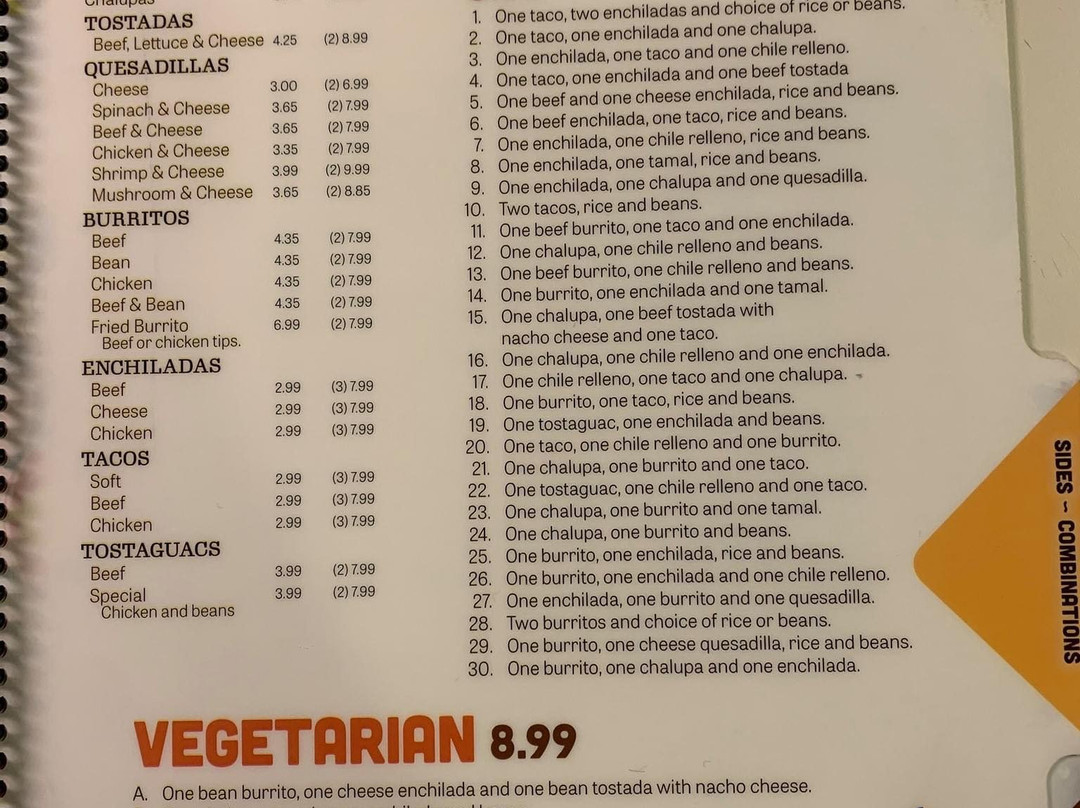 Chalupas
TOSTADAS
Beef, Lettuce & Cheese 4.25 (2) 8.99
QUESADILLAS
Cheese 3.00 (2) 6.99
Spinach & Cheese 3.65 (2) 7.99
Beef & Cheese 3.65 (2) 7.99
Chicken & Cheese 3.35 (2) 7.99
Shrimp & Cheese 3.99 (2) 9.99
Mushroom & Cheese 3.65 (2) 8.85
BURRITOS
Beef 4.35 (2) 7.99
Bean 4.35 (2) 7.99
Chicken 4.35 (2) 7.99
Beef & Bean 4.35 (2) 7.99
Fried Burrito 6.99 (2) 7.99
Beef or chicken tips.
ENCHILADAS
Beef 2.99 (3) 7.99
Cheese 2.99 (3) 7.99
Chicken 2.99 (3) 7.99
TACOS
Soft 2.99 (3) 7.99
Beef 2.99 (3) 7.99
Chicken 2.99 (3) 7.99
TOSTAGUACS
Beef 3.99 (2) 7.99
Special 3.99 (2) 7.99
Chicken and beans
1. One taco, two enchiladas and choice of rice or beans.
2. One taco, one enchilada and one chalupa.
3. One enchilada, one taco and one chile relleno.
4. One taco, one enchilada and one beef tostada
5. One beef and one cheese enchilada, rice and beans.
6. One beef enchilada, one taco, rice and beans.
7. One enchilada, one chile relleno, rice and beans.
8. One enchilada, one tamal, rice and beans.
9. One enchilada, one chalupa and one quesadilla.
10. Two tacos, rice and beans.
11. One beef burrito, one taco and one enchilada.
12. One chalupa, one chile relleno and beans.
13. One beef burrito, one chile relleno and beans.
14. One burrito, one enchilada and one tamal.
15. One chalupa, one beef tostada with
nacho cheese and one taco.
16. One chalupa, one chile relleno and one enchilada.
17. One chile relleno, one taco and one chalupa.
18. One burrito, one taco, rice and beans.
19. One tostaguac, one enchilada and beans.
20. One taco, one chile relleno and one burrito.
21. One chalupa, one burrito and one taco.
22. One tostaguac, one chile relleno and one taco.
23. One chalupa, one burrito and one tamal.
24. One chalupa, one burrito and beans.
25. One burrito, one enchilada, rice and beans.
26. One burrito, one enchilada and one chile relleno.
27. One enchilada, one burrito and one quesadilla.
28. Two burritos and choice of rice or beans.
29. One burrito, one cheese quesadilla, rice and beans.
30. One burrito, one chalupa and one enchilada.
SIDES ~ COMBINATIONS
VEGETARIAN 8.99
A. One bean burrito, one cheese enchilada and one bean tostada with nacho cheese.